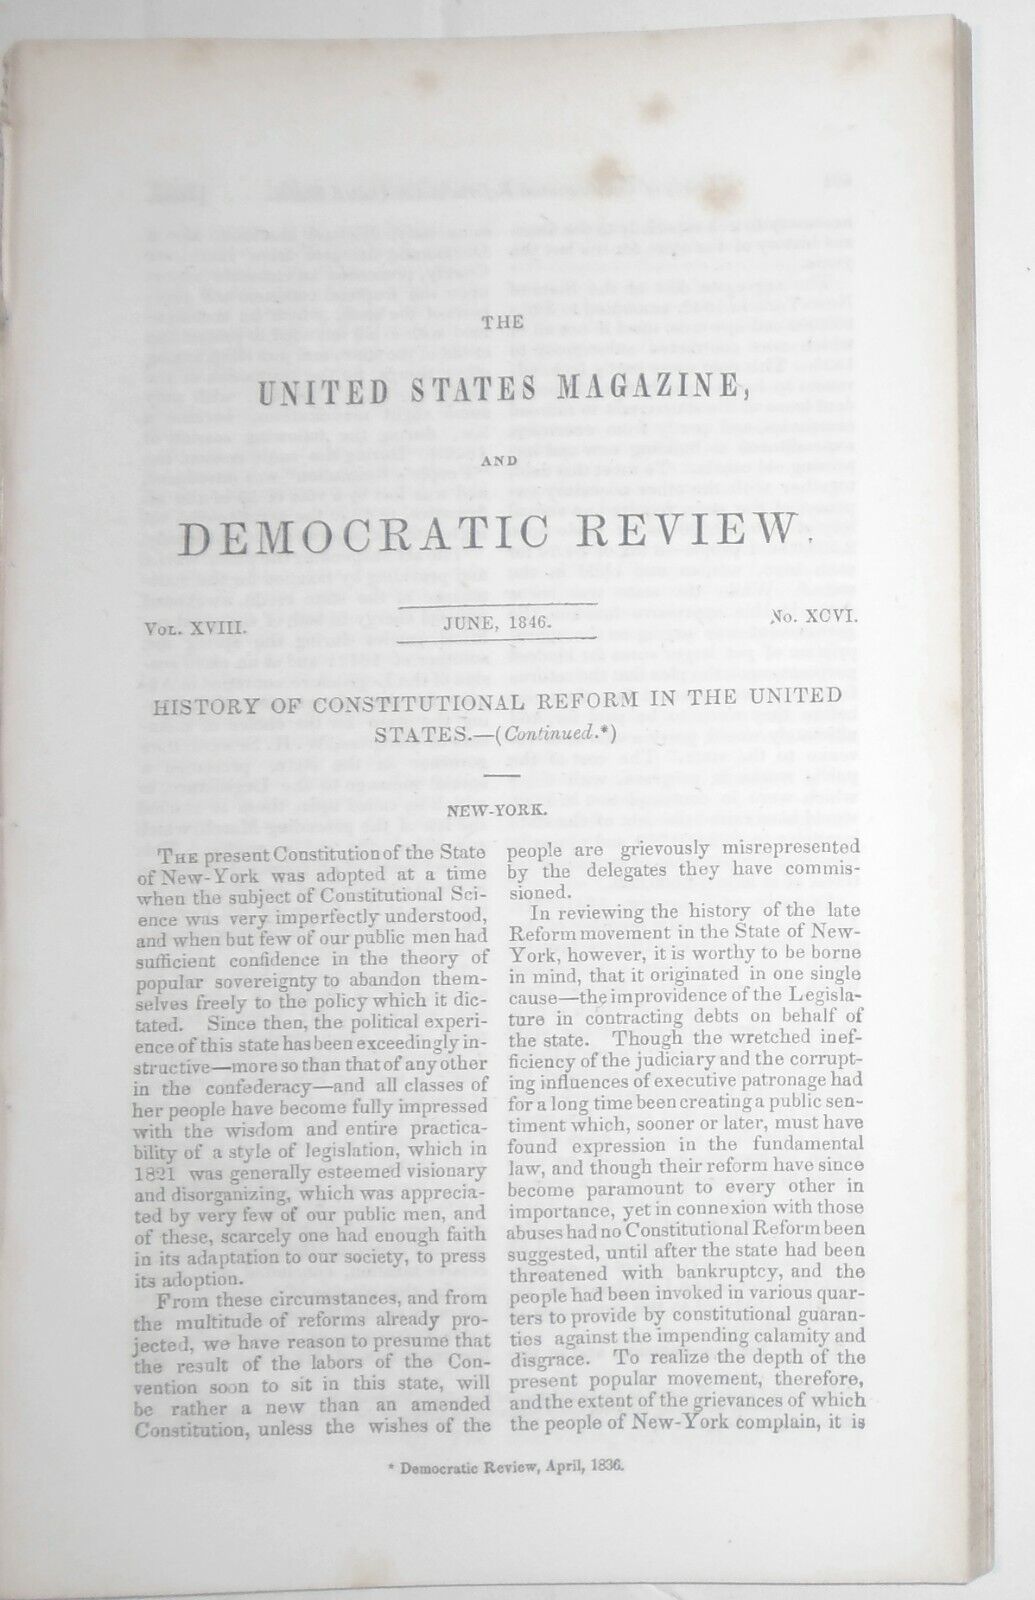 THE
UNITED STATES MAGAZINE,
AND
DEMOCRATIC REVIEW.
VOL. XVIII.
JUNE, 1846.
No. XCVI.
HISTORY OF CONSTITUTIONAL REFORM IN THE UNITED
STATES.—(Continued.*)
NEW-YORK.
THE present Constitution of the State
of New-York was adopted at a time
when the subject of Constitutional Sci-
ence was very imperfectly understood,
and when but few of our public men had
sufficient confidence in the theory of
popular sovereignty to abandon them-
selves freely to the policy which it dic-
tated. Since then, the political experi-
ence of this state has been exceedingly in-
structive—more so than that of any other
in the confederacy—and all classes of
her people have become fully impressed
with the wisdom and entire practica-
bility of a style of legislation, which in
1821 was generally esteemed visionary
and disorganizing, which was apprecia-
ted by very few of our public men, and
of these, scarcely one had enough faith
in its adaptation to our society, to press
its adoption.
From these circumstances, and from
the multitude of reforms already pro-
jected, we have reason to presume that
the result of the labors of the Con-
vention soon to sit in this state, will
be rather a new than an amended
Constitution, unless the wishes of the
people are grievously misrepresented
by the delegates they have commis-
sioned.
In reviewing the history of the late
Reform movement in the State of New-
York, however, it is worthy to be borne
in mind, that it originated in one single
cause—the improvidence of the Legisla-
ture in contracting debts on behalf of
the state. Though the wretched inef-
ficiency of the judiciary and the corrupt-
ing influences of executive patronage had
for a long time been creating a public sen-
timent which, sooner or later, must have
found expression in the fundamental
law, and though their reform have since
become paramount to every other in
importance, yet in connexion with those
abuses had no Constitutional Reform been
suggested, until after the state had been
threatened with bankruptcy, and the
people had been invoked in various quar-
ters to provide by constitutional guaran-
ties against the impending calamity and
disgrace. To realize the depth of the
present popular movement, therefore,
and the extent of the grievances of which
the people of New-York complain, it is
* Democratic Review, April, 1836.